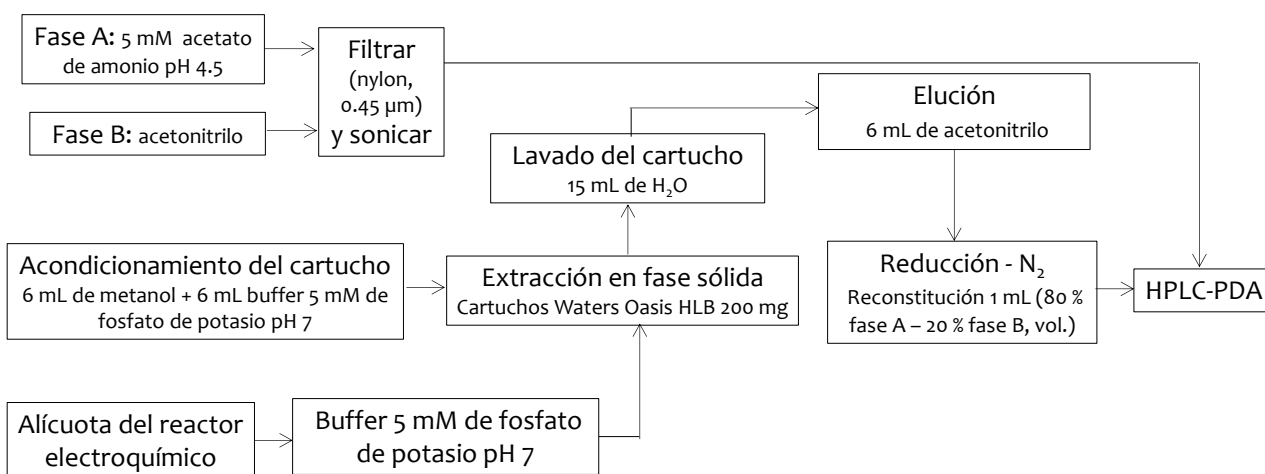 Fase A: 5 mM acetato
de amonio pH 4.5
Fase B: acetonitrilo
Filtrar
(nylon,
0.45 µm)
y sonicar
Elución
6 mL de acetonitrilo
Lavado del cartucho
15 mL de H₂O
Acondicionamiento del cartucho
6 mL de metanol + 6 mL buffer 5 mM de
fosfato de potasio pH 7
Extracción en fase sólida
Cartuchos Waters Oasis HLB 200 mg
Reducción - N₂
Reconstitución 1 mL (80 %
fase A – 20 % fase B, vol.)
HPLC-PDA
Alícuota del reactor
electroquímico
Buffer 5 mM de fosfato
de potasio pH 7